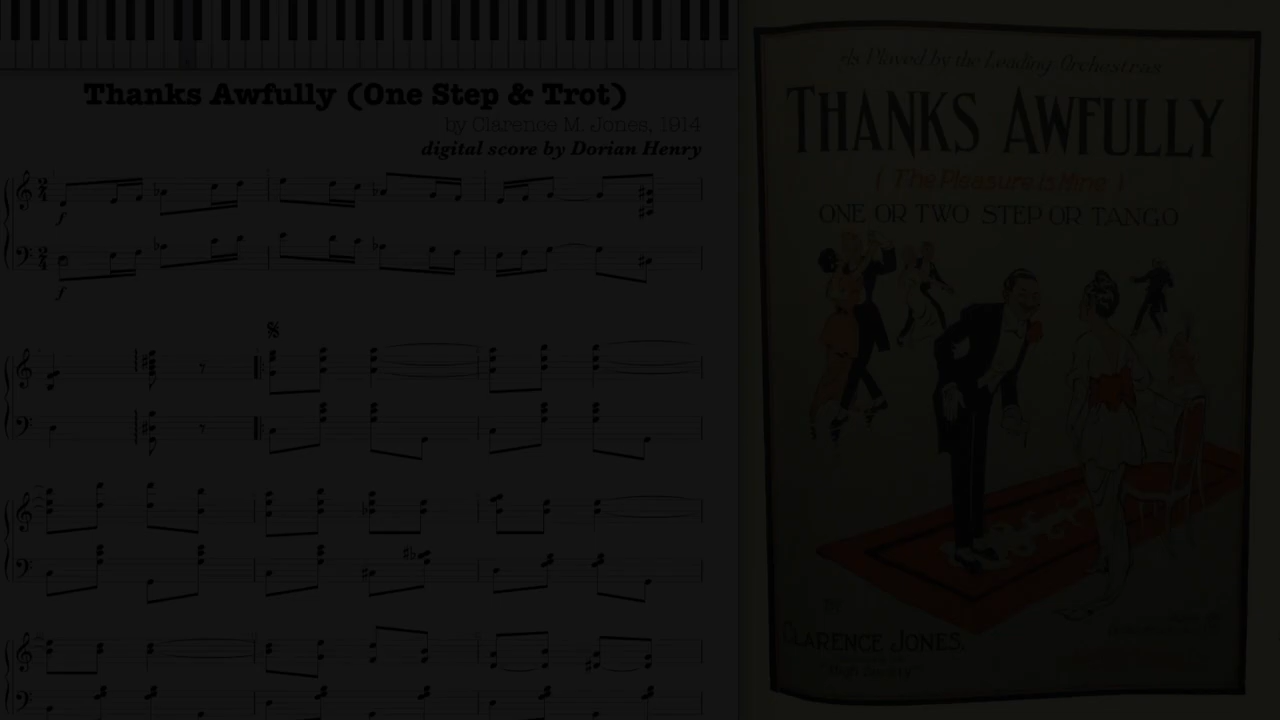 Thanks Awfully (One Step & Trot)
by Clarence M. Jones, 1914
digital score by Dorian Henry
As Played by the Leading Orchestras
THANKS AWFULLY
( The Pleasure Is Mine )
ONE OR TWO STEP OR TANGO
BY
CLARENCE JONES.